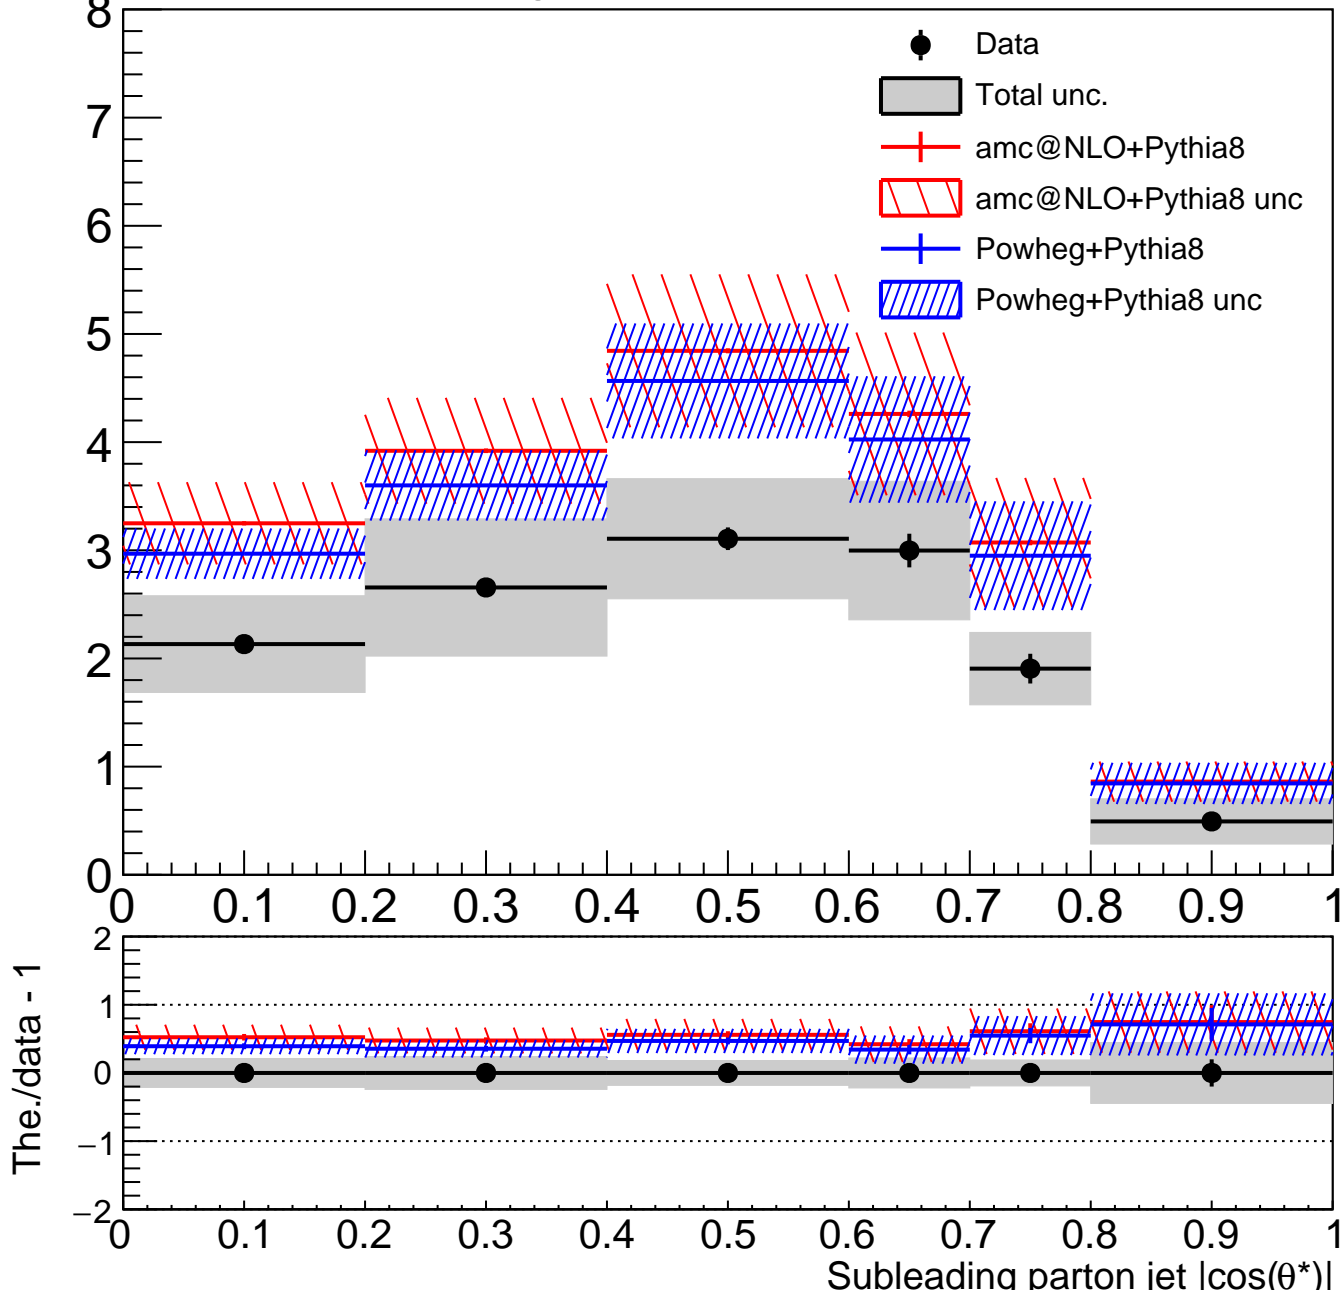 8
7
6
5
4
3
2
1
0
Data
Total unc.
amc@NLO+Pythia8
amc@NLO+Pythia8 unc
Powheg+Pythia8
Powheg+Pythia8 unc
0 0.1 0.2 0.3 0.4 0.5 0.6 0.7 0.8 0.9 1
The./data - 1
2
1
0
−1
−2
0 0.1 0.2 0.3 0.4 0.5 0.6 0.7 0.8 0.9 1
Subleading parton jet |cos(θ*)|